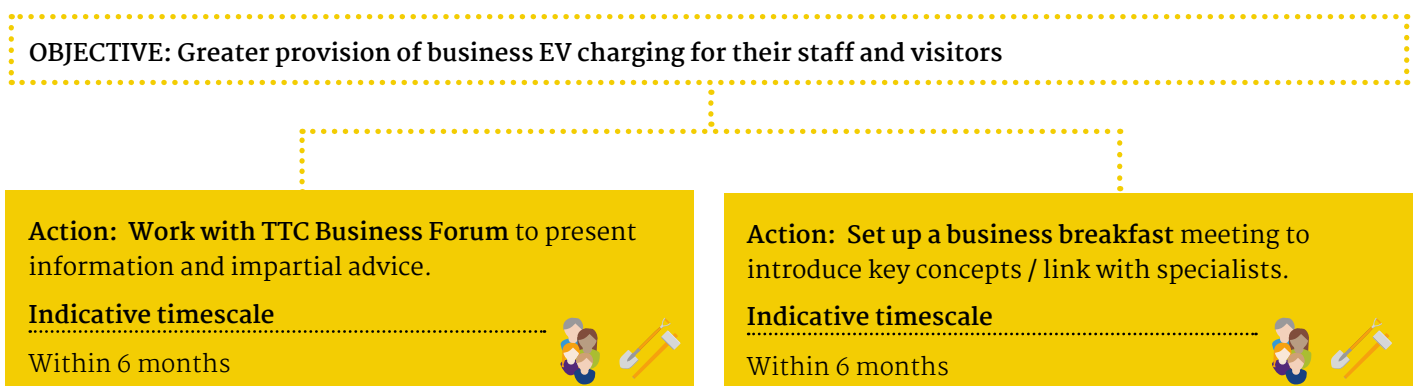 OBJECTIVE: Greater provision of business EV charging for their staff and visitors
Action: Work with TTC Business Forum to present
information and impartial advice.
Indicative timescale
Within 6 months
Action: Set up a business breakfast meeting to
introduce key concepts / link with specialists.
Indicative timescale
Within 6 months